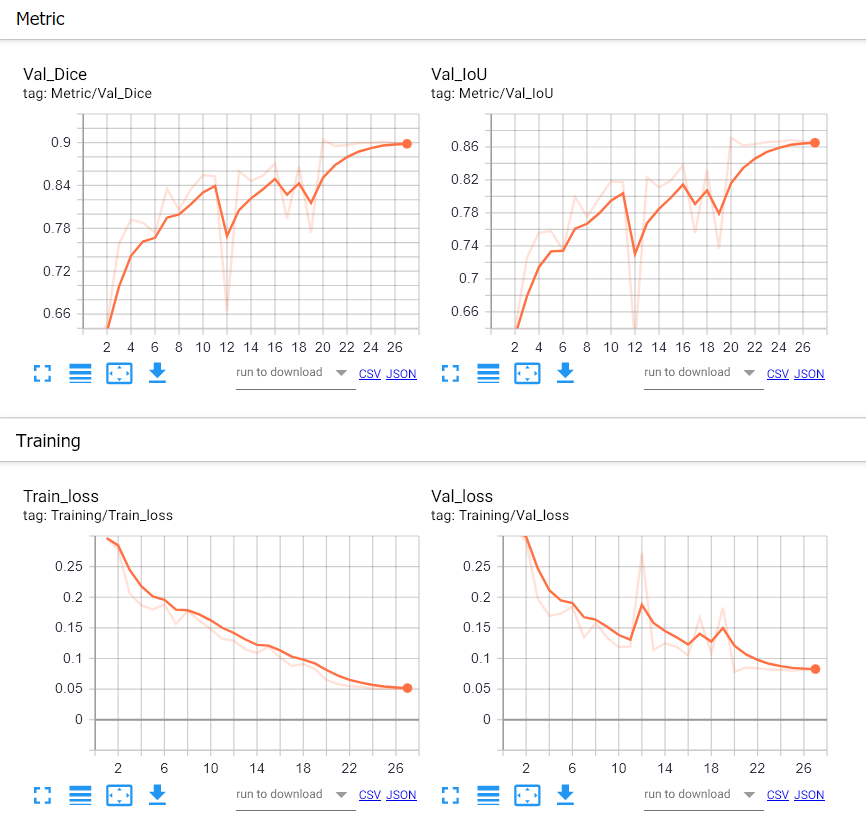 Metric
Val_Dice
tag: Metric/Val_Dice
0.9
0.84
0.78
0.72
0.66
2 4 6 8 10 12 14 16 18 20 22 24 26
run to download CSV JSON
Val_IoU
tag: Metric/Val_IoU
0.86
0.82
0.78
0.74
0.7
0.66
2 4 6 8 10 12 14 16 18 20 22 24 26
run to download CSV JSON
Training
Train_loss
tag: Training/Train_loss
0.25
0.2
0.15
0.1
0.05
0
2 6 10 14 18 22 26
run to download CSV JSON
Val_loss
tag: Training/Val_loss
0.25
0.2
0.15
0.1
0.05
0
2 6 10 14 18 22 26
run to download CSV JSON